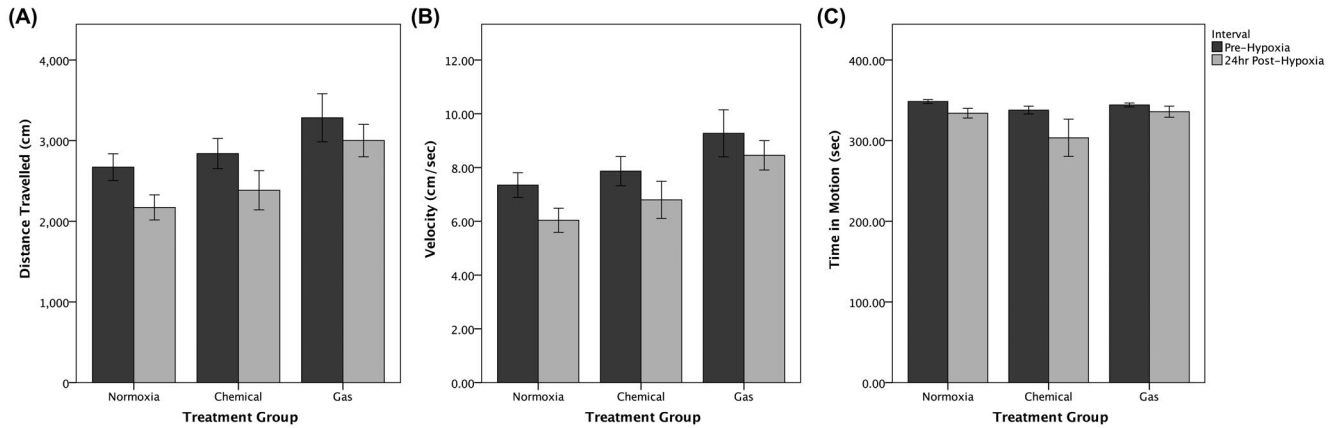 (A)
Distance Travelled (cm)
4,000
3,000
2,000
1,000
0
Normoxia
Chemical
Gas
Treatment Group
(B)
Velocity (cm/sec)
12.00
10.00
8.00
6.00
4.00
2.00
0.00
Normoxia
Chemical
Gas
Treatment Group
(C)
Time in Motion (sec)
400.00
300.00
200.00
100.00
0.00
Normoxia
Chemical
Gas
Treatment Group
Interval
Pre-Hypoxia
24hr Post-Hypoxia